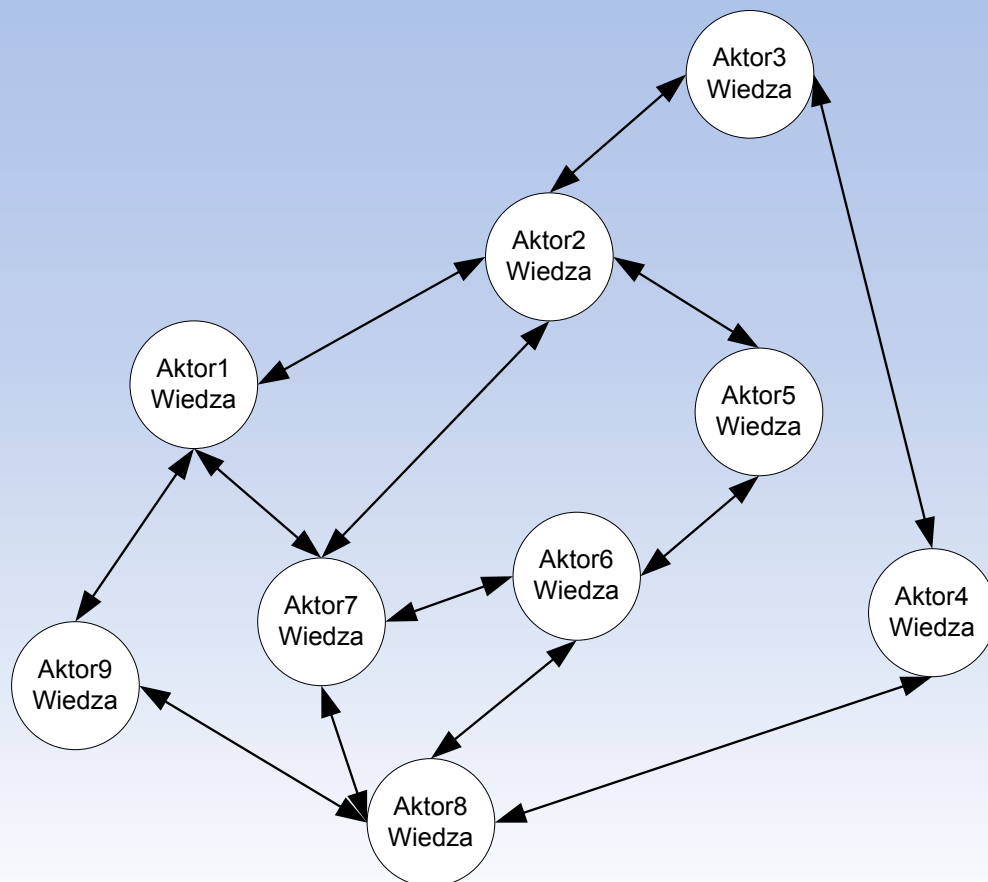 Aktor3
Wiedza
Aktor2
Wiedza
Aktor1
Wiedza
Aktor5
Wiedza
Aktor6
Wiedza
Aktor7
Wiedza
Aktor4
Wiedza
Aktor9
Wiedza
Aktor8
Wiedza